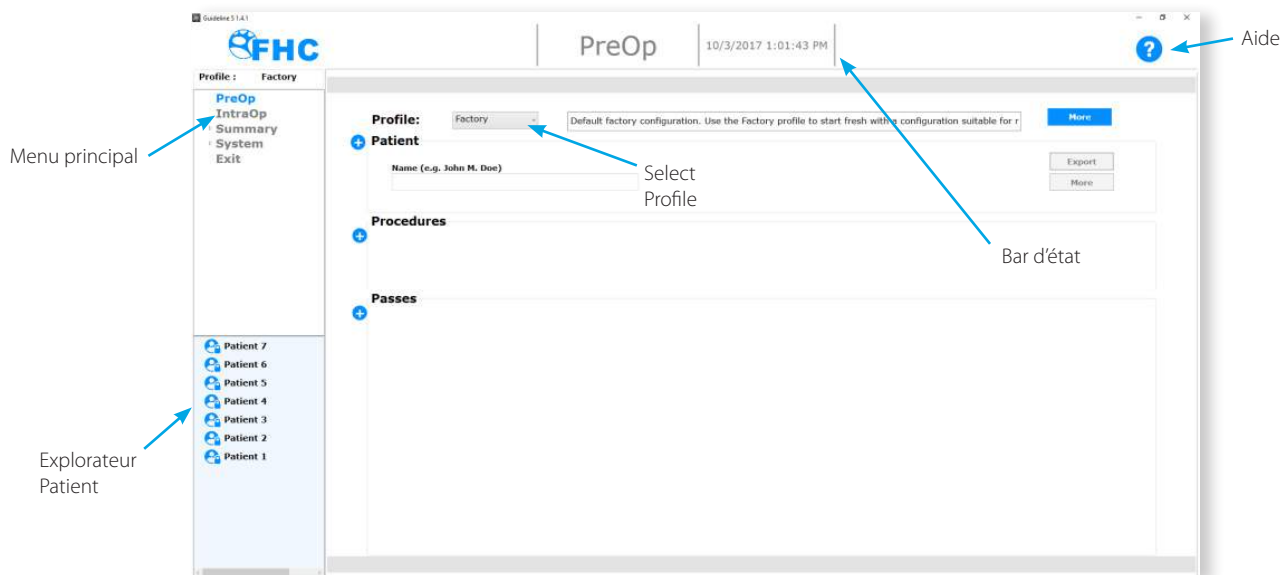 Guideline 5.1.4.1
FHC
PreOp
10/3/2017 1:01:43 PM
?
Aide
Profile : Factory
PreOp
IntraOp
Summary
System
Exit
Menu principal
Profile:
Factory
Default factory configuration. Use the Factory profile to start fresh with a configuration suitable for r
More
Patient
Name (e.g. John M. Doe)
Export
More
Select
Profile
Procedures
Bar d'état
Passes
Patient 7
Patient 6
Patient 5
Patient 4
Patient 3
Patient 2
Patient 1
Explorateur
Patient